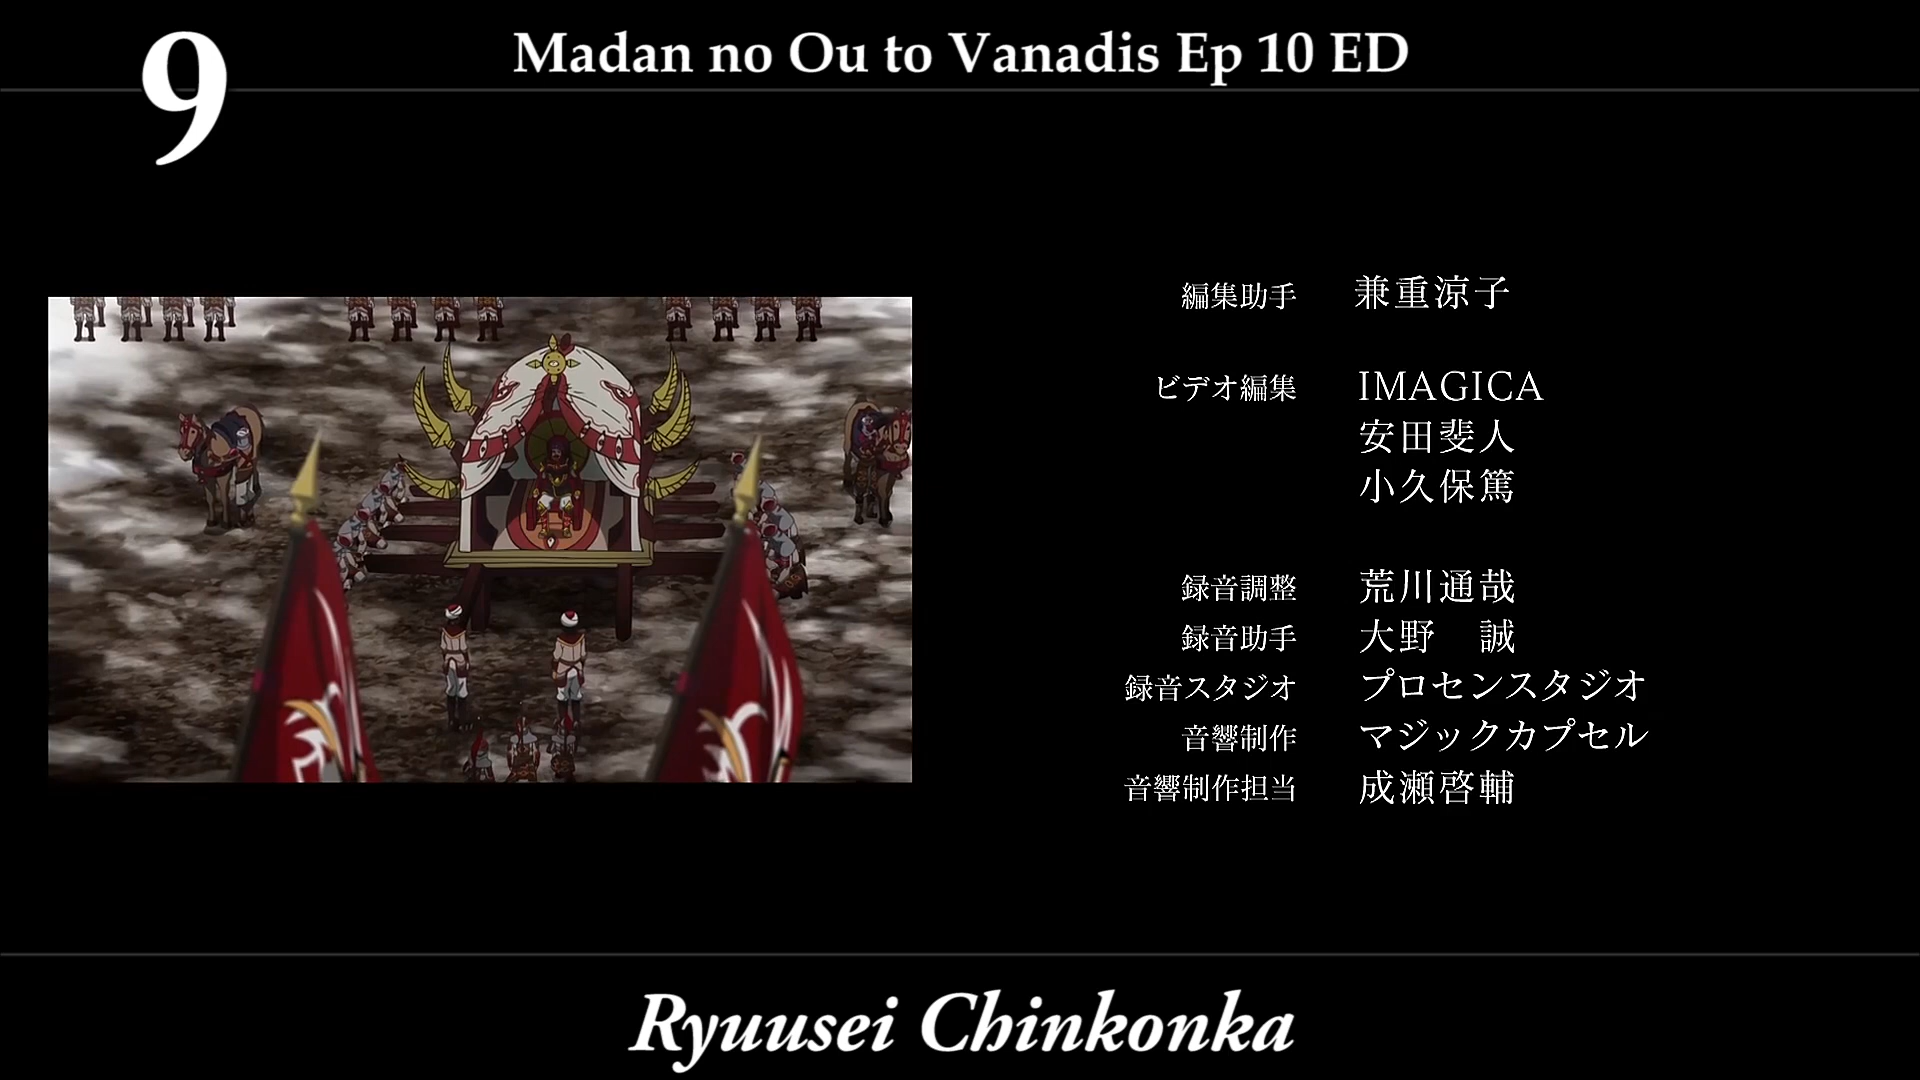 9
Madan no Ou to Vanadis Ep 10 ED
編集助手 兼重涼子
ビデオ編集 IMAGICA
安田斐人
小久保篤
録音調整 荒川通哉
録音助手 大野　誠
録音スタジオ プロセンスタジオ
音響制作 マジックカプセル
音響制作担当 成瀬啓輔
Ryuusei Chinkonka